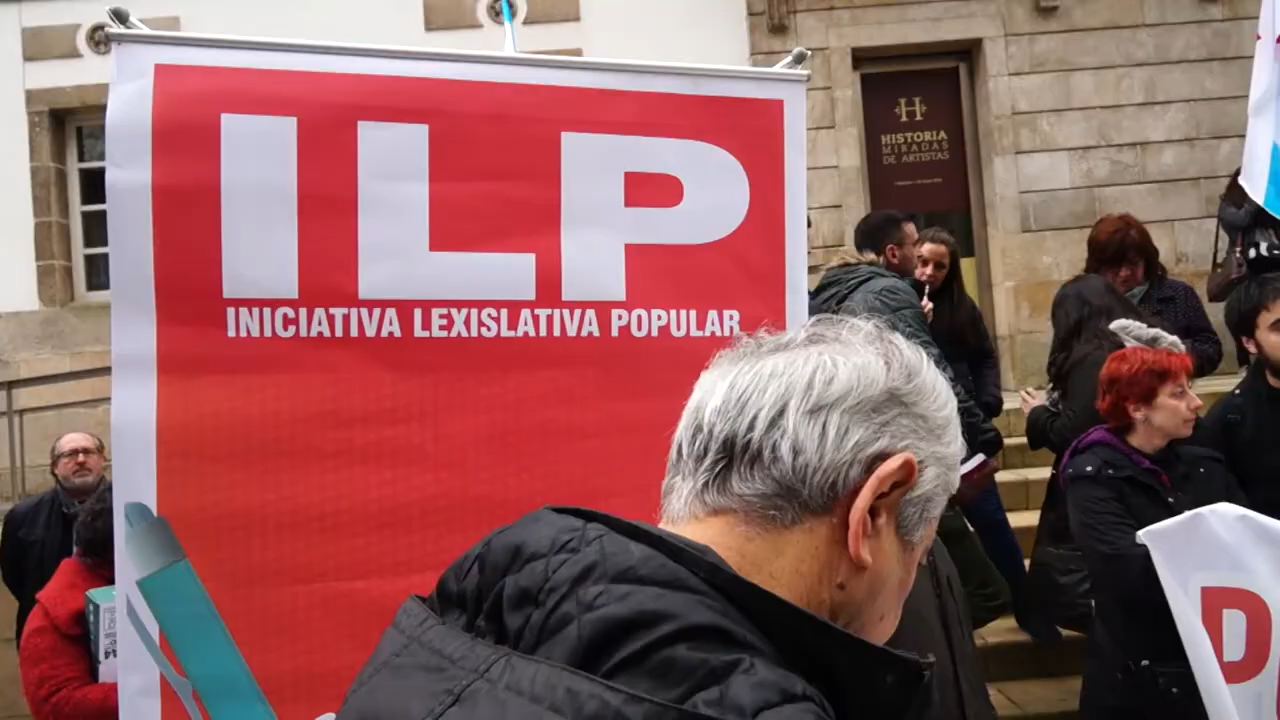 ILP
INICIATIVA LEXISLATIVA POPULAR
H
HISTORIA
MIRADAS
DE ARTISTAS
D